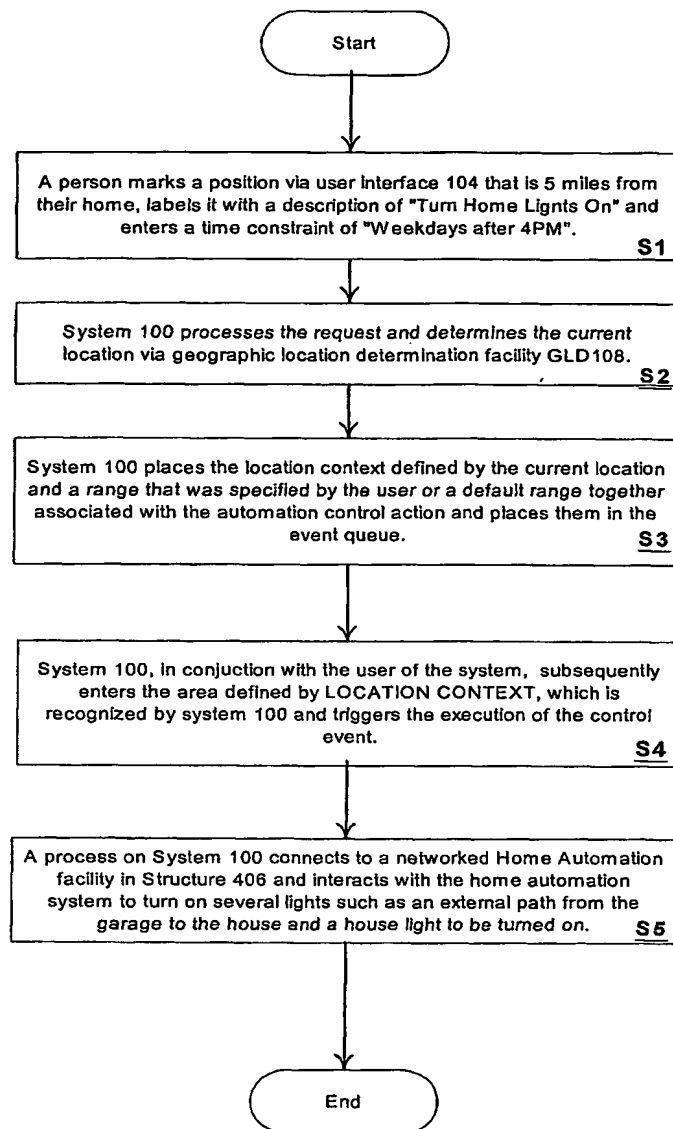 Start
A person marks a position via user interface 104 that is 5 miles from
their home, labels it with a description of "Turn Home Lignts On" and
enters a time constraint of "Weekdays after 4PM".
S1
System 100 processes the request and determines the current
location via geographic location determination facility GLD108.
S2
System 100 places the location context defined by the current location
and a range that was specified by the user or a default range together
associated with the automation control action and places them in the
event queue.
S3
System 100, in conjuction with the user of the system, subsequently
enters the area defined by LOCATION CONTEXT, which is
recognized by system 100 and triggers the execution of the control
event.
S4
A process on System 100 connects to a networked Home Automation
facility in Structure 406 and interacts with the home automation
system to turn on several lights such as an external path from the
garage to the house and a house light to be turned on.
S5
End